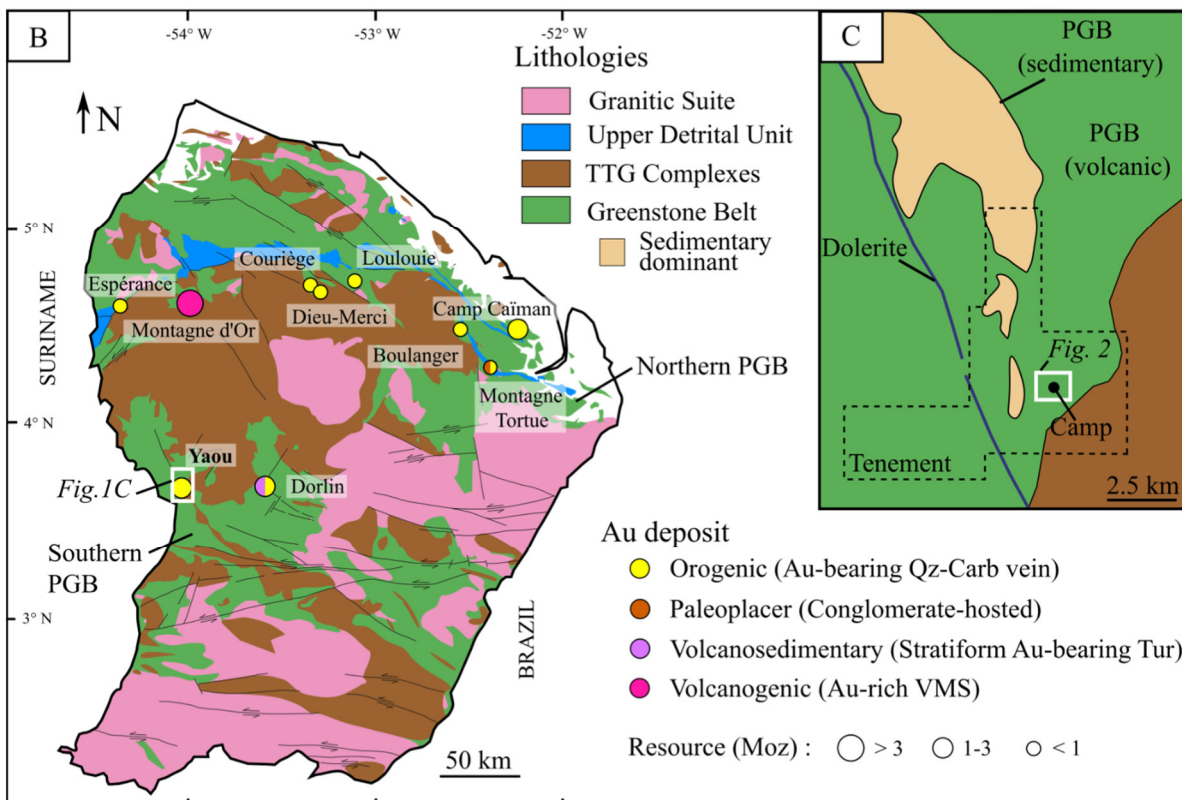 B
-54° W
-53° W
-52° W
N
5° N
4° N
3° N
SURINAME
BRAZIL
Lithologies
Granitic Suite
Upper Detrital Unit
TTG Complexes
Greenstone Belt
Sedimentary
dominant
Espérance
Montagne d'Or
Couriège
Dieu-Merci
Loulouie
Camp Caïman
Boulanger
Montagne
Tortue
Northern PGB
Yaou
Fig.1C
Dorlin
Southern
PGB
50 km
C
PGB
(sedimentary)
PGB
(volcanic)
Dolerite
Fig. 2
Camp
Tenement
2.5 km
Au deposit
Orogenic (Au-bearing Qz-Carb vein)
Paleoplacer (Conglomerate-hosted)
Volcanosedimentary (Stratiform Au-bearing Tur)
Volcanogenic (Au-rich VMS)
Resource (Moz) : > 3 1-3 < 1